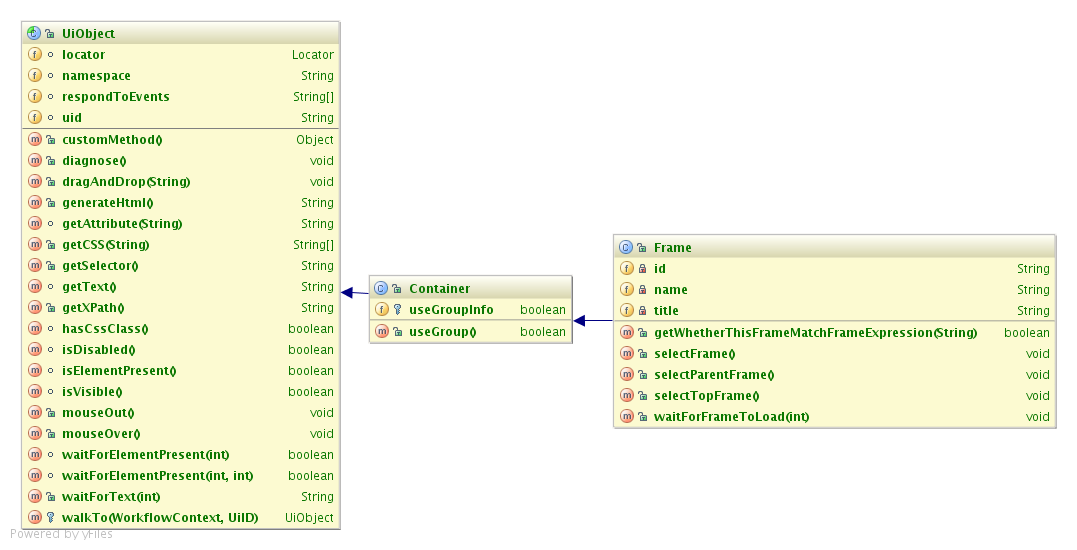 UiObject
locator Locator
namespace String
respondToEvents String[]
uid String
customMethod() Object
diagnose() void
dragAndDrop(String) void
generateHtml() String
getAttribute(String) String
getCSS(String) String[]
getSelector() String
getText() String
getXPath() String
hasCssClass() boolean
isDisabled() boolean
isElementPresent() boolean
isVisible() boolean
mouseOut() void
mouseOver() void
waitForElementPresent(int) boolean
waitForElementPresent(int, int) boolean
waitForText(int) String
walkTo(WorkflowContext, UiID) UiObject
Container
useGroupInfo boolean
useGroup() boolean
Frame
id String
name String
title String
getWhetherThisFrameMatchFrameExpression(String) boolean
selectFrame() void
selectParentFrame() void
selectTopFrame() void
waitForFrameToLoad(int) void
Powered by yFiles